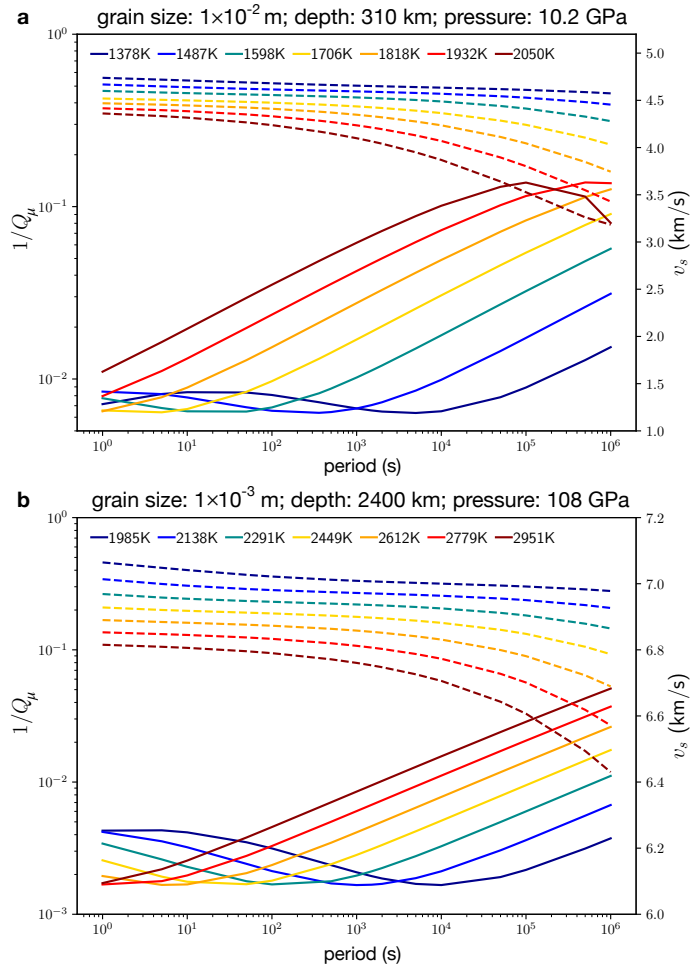 a grain size: 1×10⁻² m; depth: 310 km; pressure: 10.2 GPa
1378K 1487K 1598K 1706K 1818K 1932K 2050K
10⁰
10⁻¹
10⁻²
1/Qμ
5.0
4.5
4.0
3.5
3.0
2.5
2.0
1.5
1.0
vs (km/s)
10⁰ 10¹ 10² 10³ 10⁴ 10⁵ 10⁶
period (s)
b grain size: 1×10⁻³ m; depth: 2400 km; pressure: 108 GPa
1985K 2138K 2291K 2449K 2612K 2779K 2951K
10⁰
10⁻¹
10⁻²
10⁻³
1/Qμ
7.2
7.0
6.8
6.6
6.4
6.2
6.0
vs (km/s)
10⁰ 10¹ 10² 10³ 10⁴ 10⁵ 10⁶
period (s)